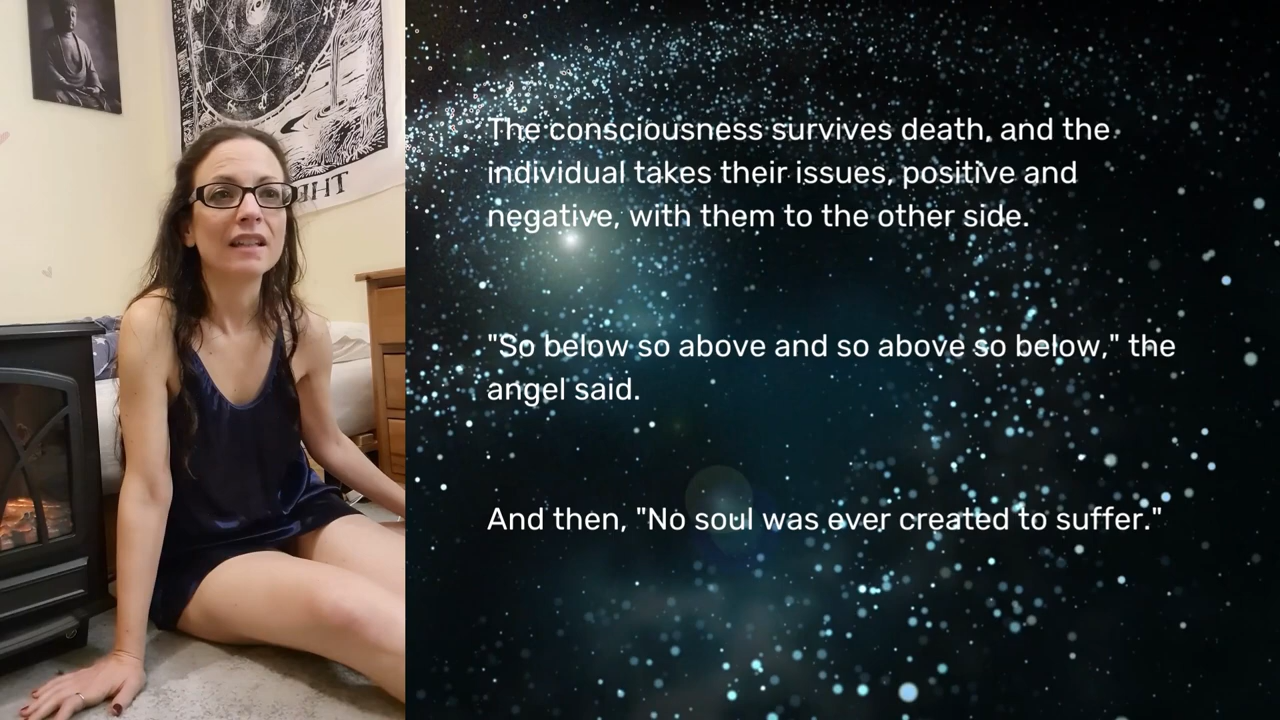 THE
The consciousness survives death, and the
individual takes their issues, positive and
negative, with them to the other side.
"So below so above and so above so below," the
angel said.
And then, "No soul was ever created to suffer."